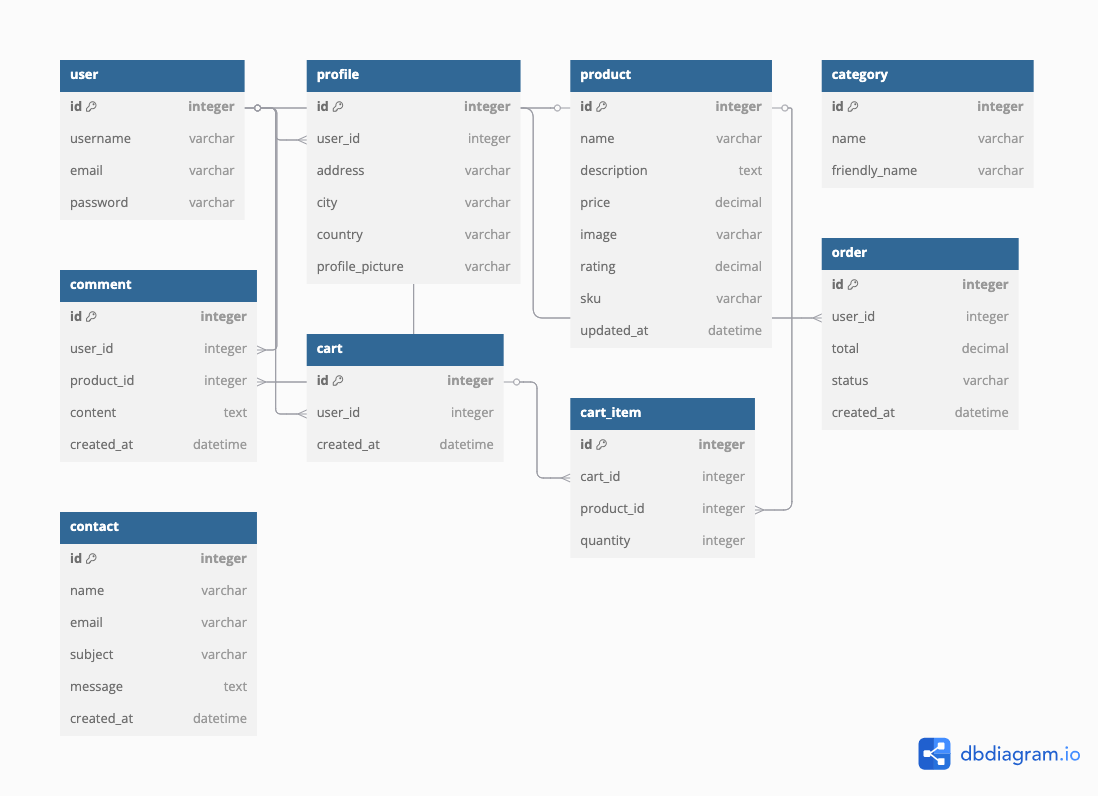 user
id integer
username varchar
email varchar
password varchar
profile
id integer
user_id integer
address varchar
city varchar
country varchar
profile_picture varchar
product
id integer
name varchar
description text
price decimal
image varchar
rating decimal
sku varchar
updated_at datetime
category
id integer
name varchar
friendly_name varchar
order
id integer
user_id integer
total decimal
status varchar
created_at datetime
comment
id integer
user_id integer
product_id integer
content text
created_at datetime
cart
id integer
user_id integer
created_at datetime
cart_item
id integer
cart_id integer
product_id integer
quantity integer
contact
id integer
name varchar
email varchar
subject varchar
message text
created_at datetime
dbdiagram.io